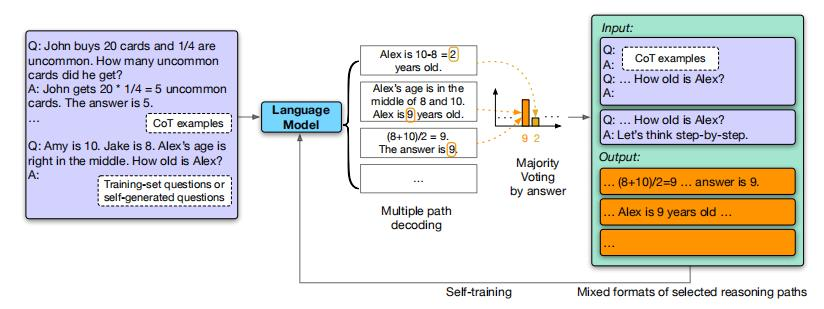 Q: John buys 20 cards and 1/4 are
uncommon. How many uncommon
cards did he get?
A: John gets 20 * 1/4 = 5 uncommon
cards. The answer is 5.
...
CoT examples
Q: Amy is 10. Jake is 8. Alex's age is
right in the middle. How old is Alex?
A:
Training-set questions or
self-generated questions
Language
Model
Alex is 10-8 = 2
years old.
Alex's age is in the
middle of 8 and 10.
Alex is 9 years old.
(8+10)/2 = 9.
The answer is 9.
...
Multiple path
decoding
9 2
Majority
Voting
by answer
Input:
Q:
A:
CoT examples
Q: ... How old is Alex?
A:
Q: ... How old is Alex?
A: Let's think step-by-step.
Output:
... (8+10)/2=9 ... answer is 9.
... Alex is 9 years old ...
...
Self-training
Mixed formats of selected reasoning paths